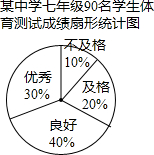 某中学七年级90名学生体
育测试成绩扇形统计图
不及格
10%
及格
20%
优秀
30%
良好
40%